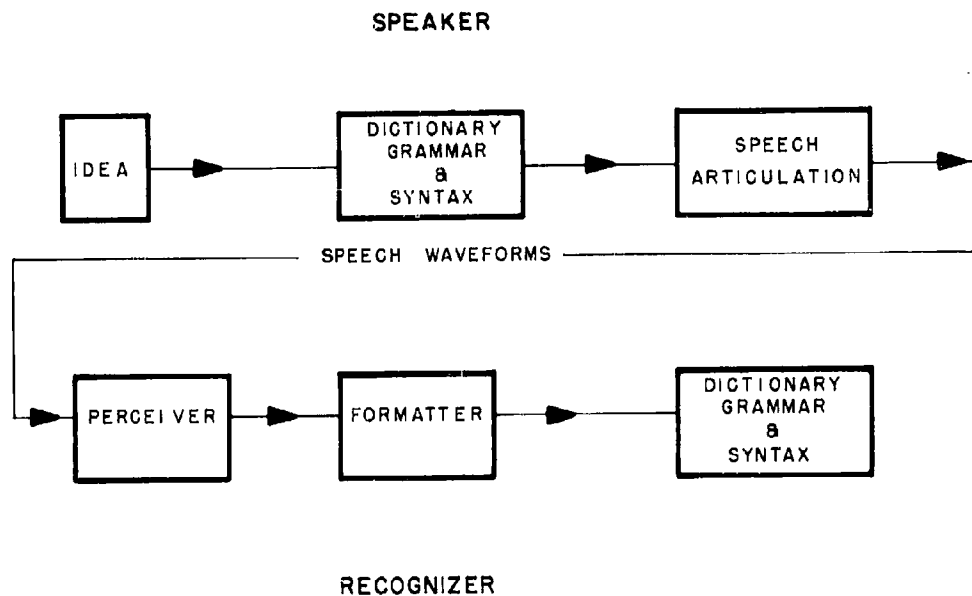 SPEAKER
IDEA
DICTIONARY
GRAMMAR
&
SYNTAX
SPEECH
ARTICULATION
SPEECH WAVEFORMS
PERCEIVER
FORMATTER
DICTIONARY
GRAMMAR
&
SYNTAX
RECOGNIZER